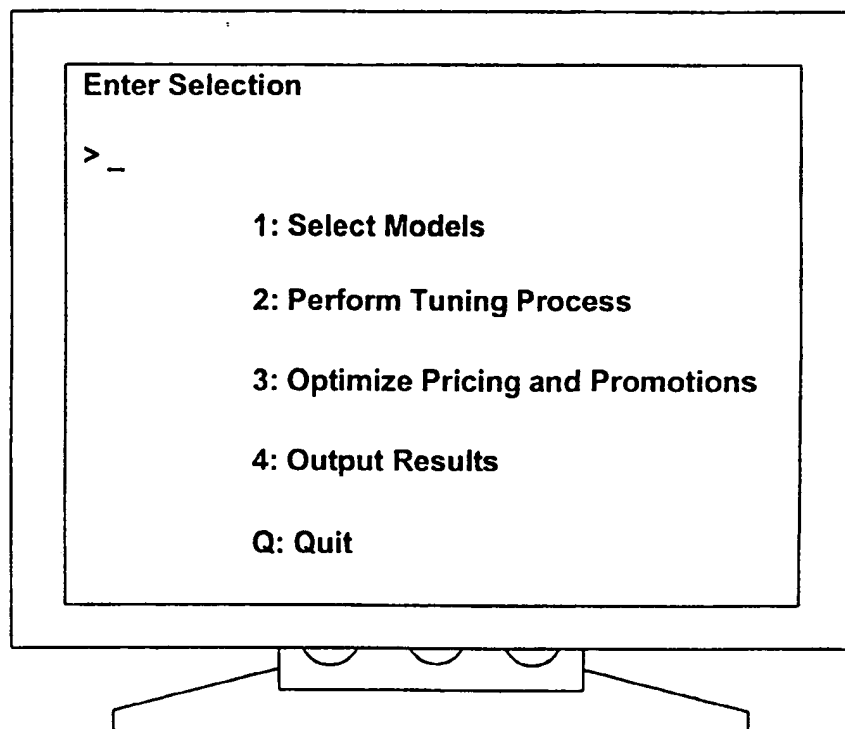 Enter Selection
>_
1: Select Models
2: Perform Tuning Process
3: Optimize Pricing and Promotions
4: Output Results
Q: Quit